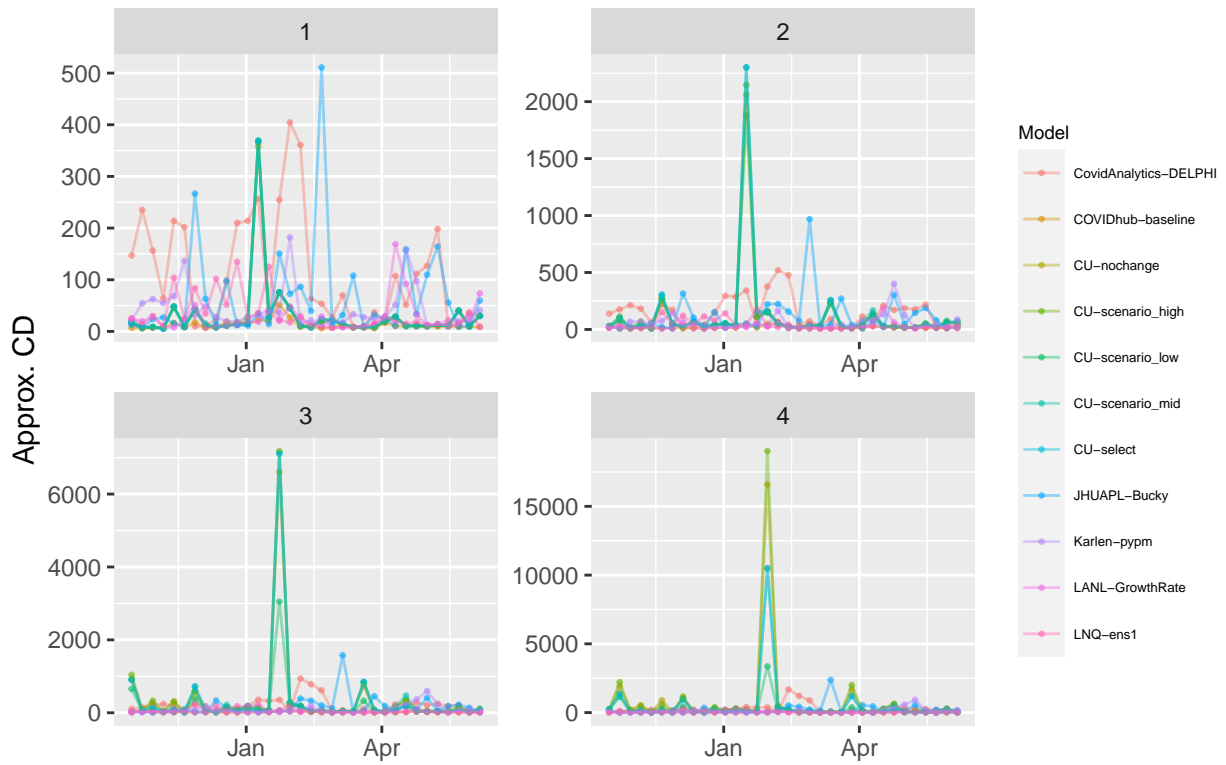 1
500
400
300
200
100
0
Jan
Apr
2
2000
1500
1000
500
0
Jan
Apr
Approx. CD
3
6000
4000
2000
0
Jan
Apr
4
15000
10000
5000
0
Jan
Apr
Model
CovidAnalytics−DELPHI
COVIDhub−baseline
CU−nochange
CU−scenario_high
CU−scenario_low
CU−scenario_mid
CU−select
JHUAPL−Bucky
Karlen−pypm
LANL−GrowthRate
LNQ−ens1